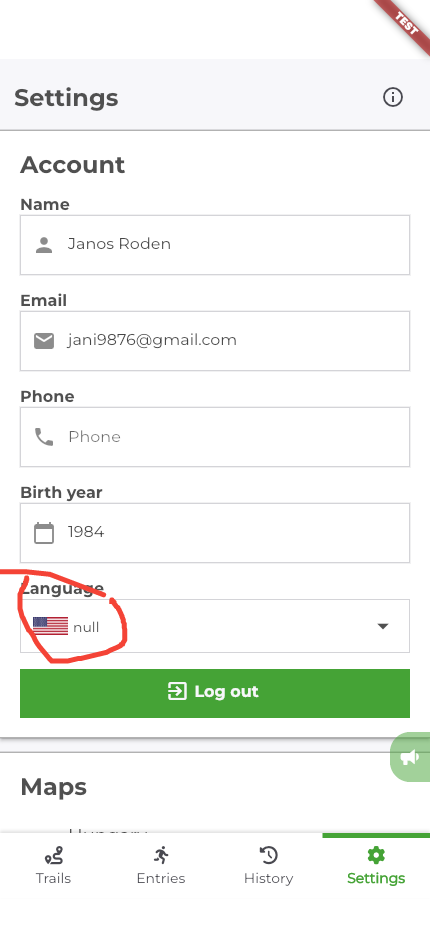 TEST
Settings
Account
Name
Janos Roden
Email
jani9876@gmail.com
Phone
Phone
Birth year
1984
Language
null
Log out
Maps
Hungary
Trails
Entries
History
Settings